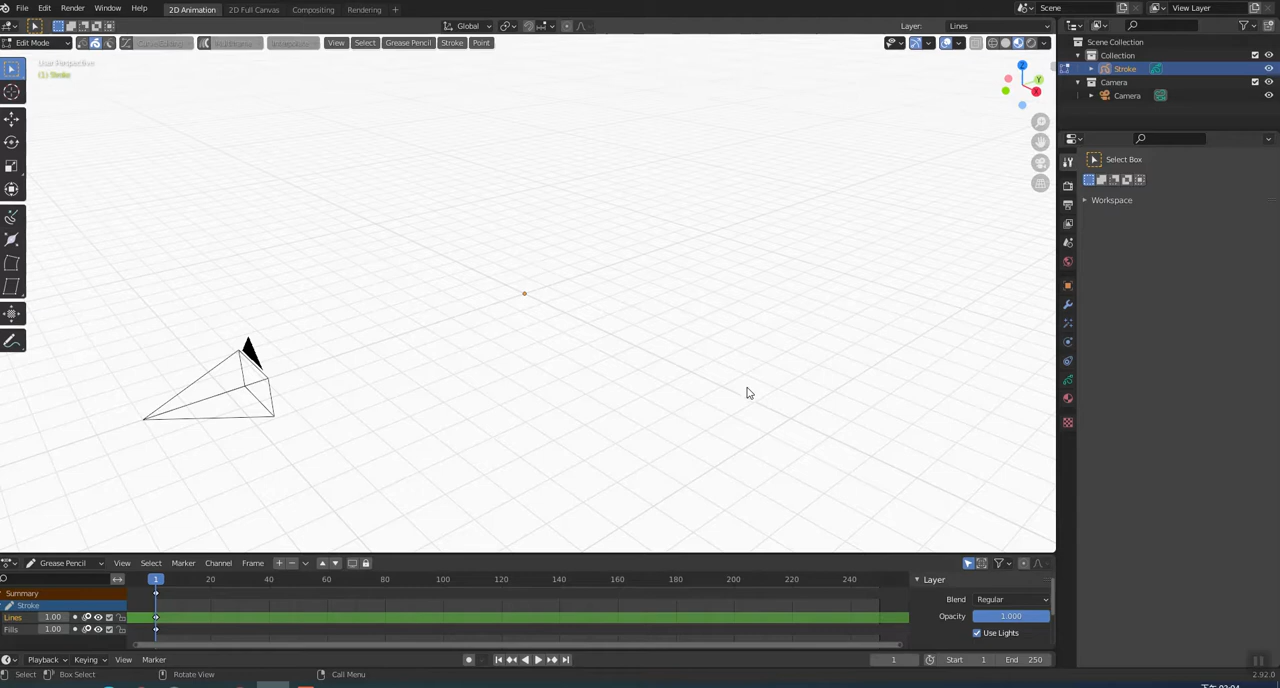 File Edit Render Window Help 2D Animation 2D Full Canvas Compositing Rendering + Scene View Layer
Global Layer: Lines
Edit Mode View Select Grease Pencil Stroke Point
User Perspective
(1) Stroke
Z
Y
X
Scene Collection
Collection
Stroke
Camera
Camera
Select Box
Workspace
Grease Pencil View Select Marker Channel Frame
1 20 40 60 80 100 120 140 160 180 200 220 240
Summary
Stroke
Lines 1.00
Fills 1.00
Layer
Blend Regular
Opacity 1.000
Use Lights
Playback Keying View Marker 1 Start 1 End 250
Select Box Select Rotate View Call Menu 2.92.0